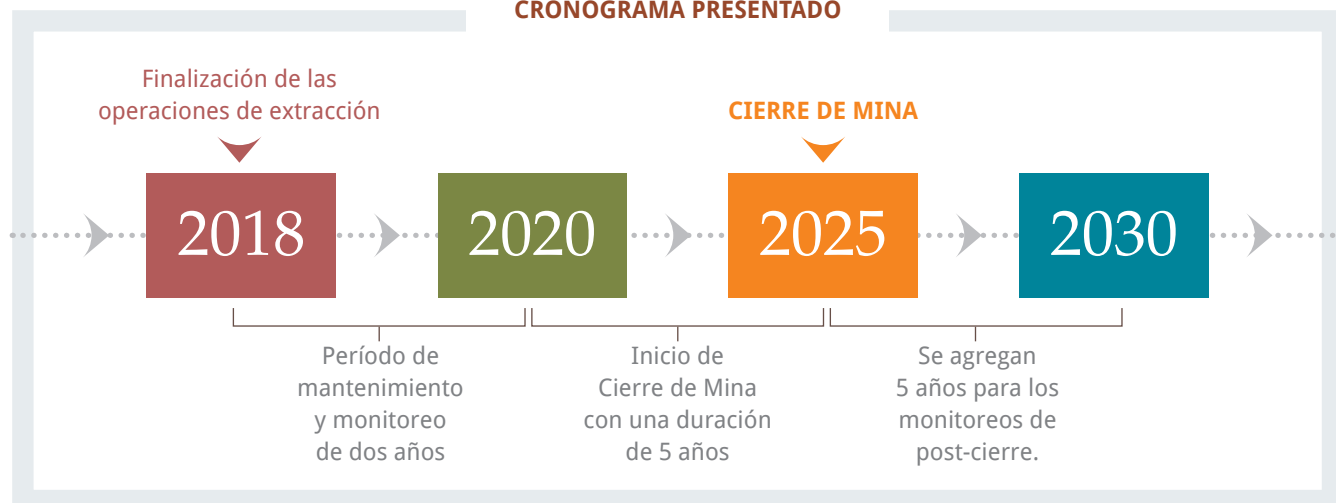 CRONOGRAMA PRESENTADO
Finalización de las
operaciones de extracción
CIERRE DE MINA
2018
2020
2025
2030
Período de
mantenimiento
y monitoreo
de dos años
Inicio de
Cierre de Mina
con una duración
de 5 años
Se agregan
5 años para los
monitoreos de
post-cierre.